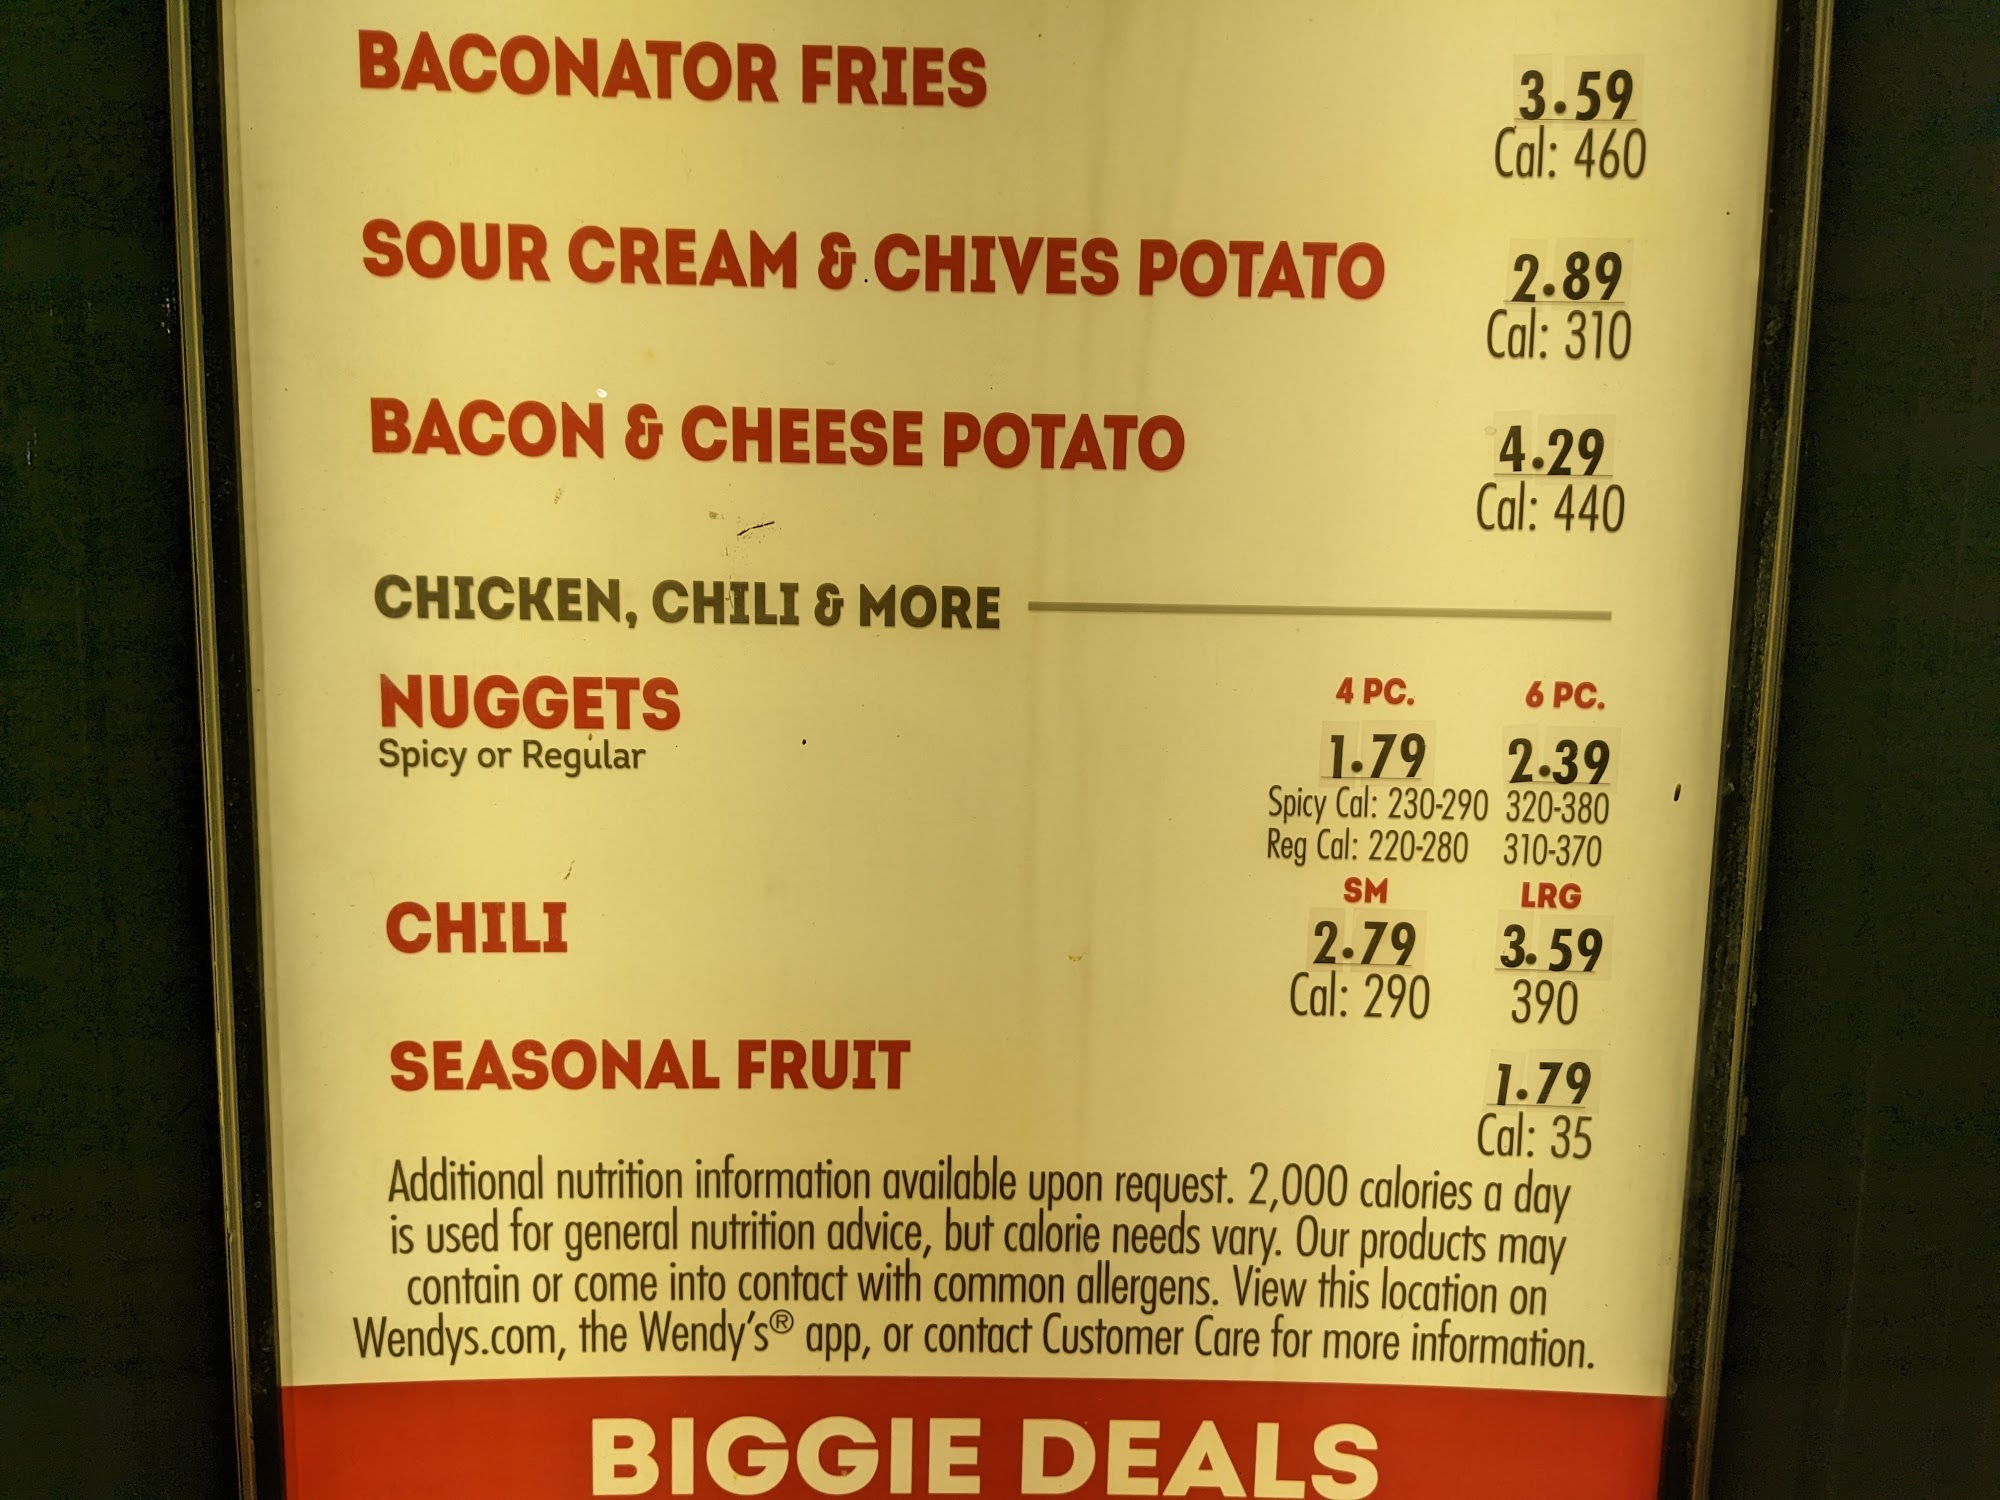 BACONATOR FRIES 3.59
Cal: 460
SOUR CREAM & CHIVES POTATO 2.89
Cal: 310
BACON & CHEESE POTATO 4.29
Cal: 440
CHICKEN, CHILI & MORE
NUGGETS 4 PC. 6 PC.
Spicy or Regular 1.79 2.39
Spicy Cal: 230-290 320-380
Reg Cal: 220-280 310-370
SM LRG
CHILI 2.79 3.59
Cal: 290 390
SEASONAL FRUIT 1.79
Cal: 35
Additional nutrition information available upon request. 2,000 calories a day
is used for general nutrition advice, but calorie needs vary. Our products may
contain or come into contact with common allergens. View this location on
Wendys.com, the Wendy's® app, or contact Customer Care for more information.
BIGGIE DEALS